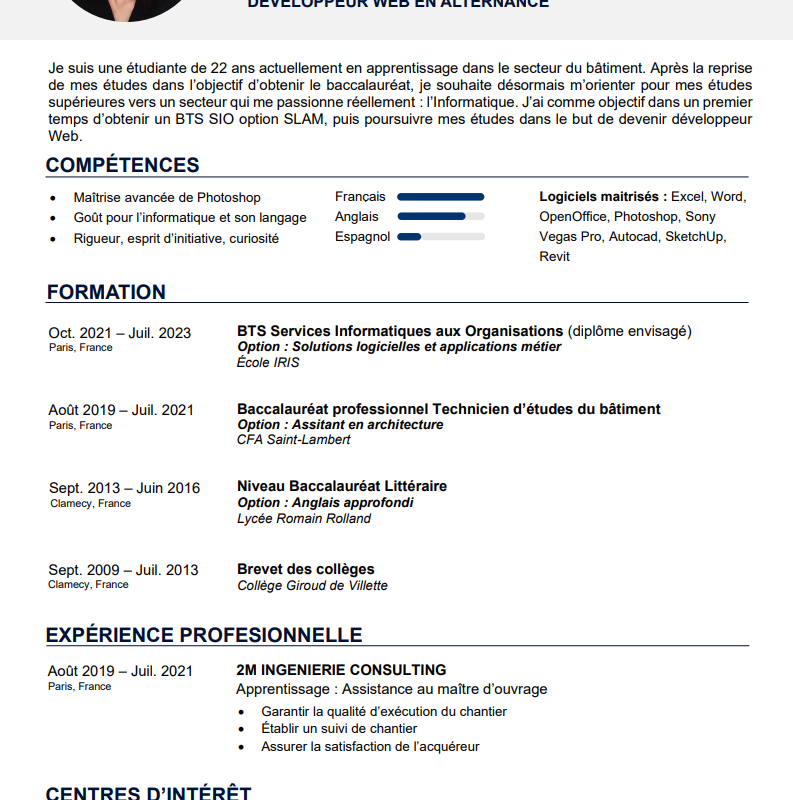 DÉVELOPPEUR WEB EN ALTERNANCE
Je suis une étudiante de 22 ans actuellement en apprentissage dans le secteur du bâtiment. Après la reprise
de mes études dans l’objectif d’obtenir le baccalauréat, je souhaite désormais m’orienter pour mes études
supérieures vers un secteur qui me passionne réellement : l’Informatique. J’ai comme objectif dans un premier
temps d’obtenir un BTS SIO option SLAM, puis poursuivre mes études dans le but de devenir développeur
Web.
COMPÉTENCES
• Maîtrise avancée de Photoshop
• Goût pour l’informatique et son langage
• Rigueur, esprit d’initiative, curiosité
Français
Anglais
Espagnol
Logiciels maitrisés : Excel, Word,
OpenOffice, Photoshop, Sony
Vegas Pro, Autocad, SketchUp,
Revit
FORMATION
Oct. 2021 – Juil. 2023
Paris, France
BTS Services Informatiques aux Organisations (diplôme envisagé)
Option : Solutions logicielles et applications métier
École IRIS
Août 2019 – Juil. 2021
Paris, France
Baccalauréat professionnel Technicien d’études du bâtiment
Option : Assitant en architecture
CFA Saint-Lambert
Sept. 2013 – Juin 2016
Clamecy, France
Niveau Baccalauréat Littéraire
Option : Anglais approfondi
Lycée Romain Rolland
Sept. 2009 – Juil. 2013
Clamecy, France
Brevet des collèges
Collège Giroud de Villette
EXPÉRIENCE PROFESIONNELLE
Août 2019 – Juil. 2021
Paris, France
2M INGENIERIE CONSULTING
Apprentissage : Assistance au maître d’ouvrage
• Garantir la qualité d’exécution du chantier
• Établir un suivi de chantier
• Assurer la satisfaction de l’acquéreur
CENTRES D’INTÉRÊT